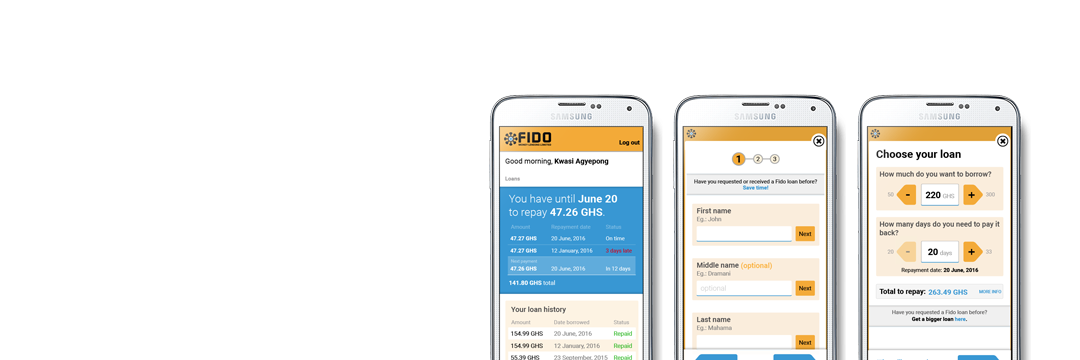 SAMSUNG
FIDO
Log out
Good morning, Kwasi Agyepong
Loans
You have until June 20
to repay 47.26 GHS.
Amount Repayment date Status
47.27 GHS 20 June, 2016 On time
47.27 GHS 12 January, 2016 3 days late
Next payment
47.26 GHS 20 June, 2016 In 12 days
141.80 GHS total
Your loan history
Amount Date borrowed Status
154.99 GHS 20 June, 2016 Repaid
154.99 GHS 12 January, 2016 Repaid
55.39 GHS 23 September, 2015 Repaid
SAMSUNG
1 2 3
Have you requested or received a Fido loan before?
Save time!
First name
Eg.: John
Next
Middle name (optional)
Eg.: Dramani
optional Next
Last name
Eg.: Mahama
Next
SAMSUNG
Choose your loan
How much do you want to borrow?
50 - 220 GHS + 300
How many days do you need to pay it
back?
20 - 20 days + 33
Repayment date: 20 June, 2016
Total to repay: 263.49 GHS MORE INFO
Have you requested a Fido loan before?
Get a bigger loan here.